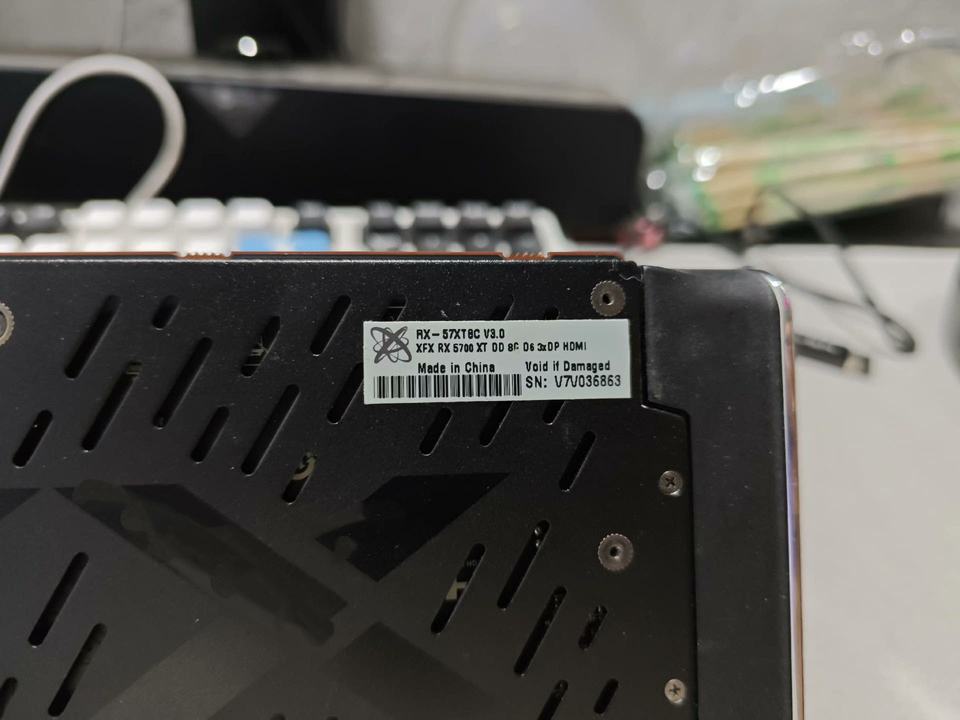 RX-57XT8C V3.0
XFX RX 5700 XT DD 8G D6 3xDP HDMI
Made in China
Void if Damaged
SN: V7V036863